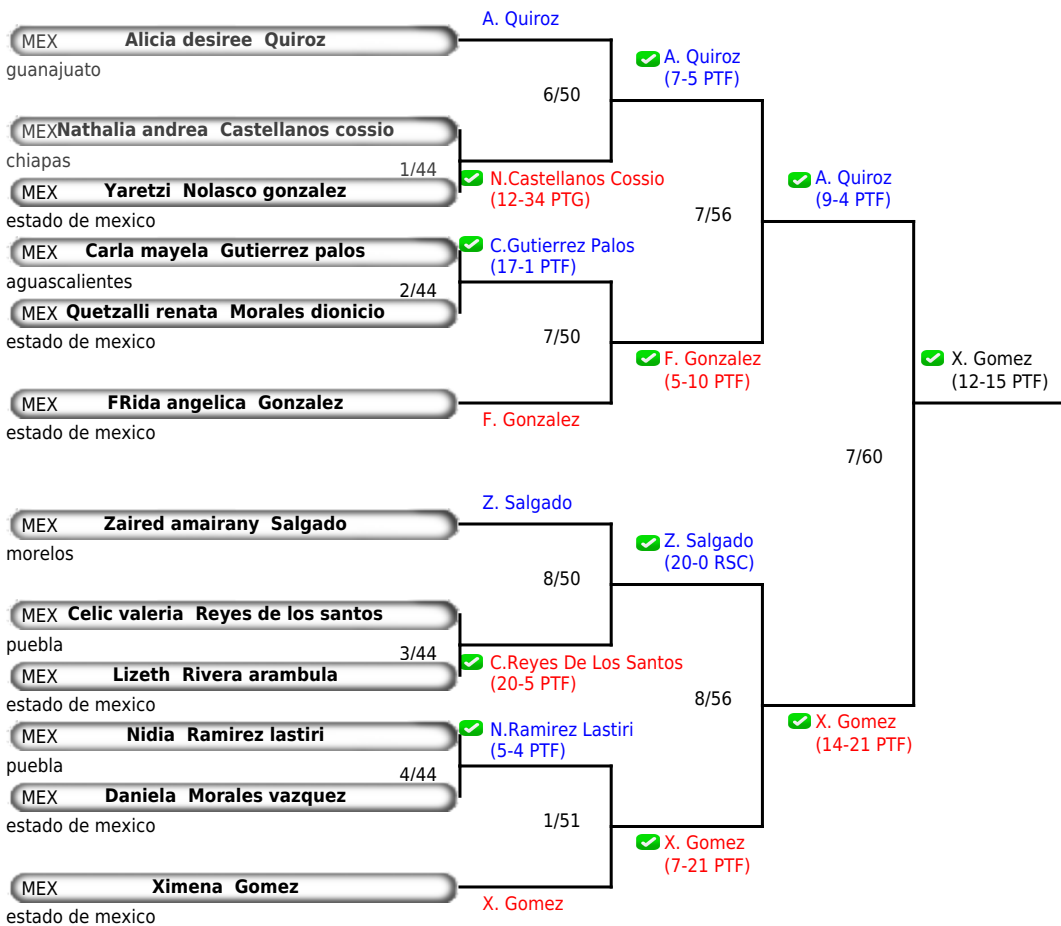 A. Quiroz
MEX Alicia desiree Quiroz
guanajuato
A. Quiroz
(7-5 PTF)
6/50
MEX Nathalia andrea Castellanos cossio
chiapas
1/44
N.Castellanos Cossio
(12-34 PTG)
MEX Yaretzi Nolasco gonzalez
estado de mexico
A. Quiroz
(9-4 PTF)
7/56
MEX Carla mayela Gutierrez palos
aguascalientes
C.Gutierrez Palos
(17-1 PTF)
2/44
MEX Quetzalli renata Morales dionicio
estado de mexico
7/50
F. Gonzalez
(5-10 PTF)
X. Gomez
(12-15 PTF)
MEX FRida angelica Gonzalez
estado de mexico
F. Gonzalez
7/60
Z. Salgado
MEX Zaired amairany Salgado
morelos
Z. Salgado
(20-0 RSC)
8/50
MEX Celic valeria Reyes de los santos
puebla
3/44
C.Reyes De Los Santos
(20-5 PTF)
MEX Lizeth Rivera arambula
estado de mexico
8/56
MEX Nidia Ramirez lastiri
puebla
N.Ramirez Lastiri
(5-4 PTF)
X. Gomez
(14-21 PTF)
4/44
MEX Daniela Morales vazquez
estado de mexico
1/51
X. Gomez
(7-21 PTF)
MEX Ximena Gomez
estado de mexico
X. Gomez